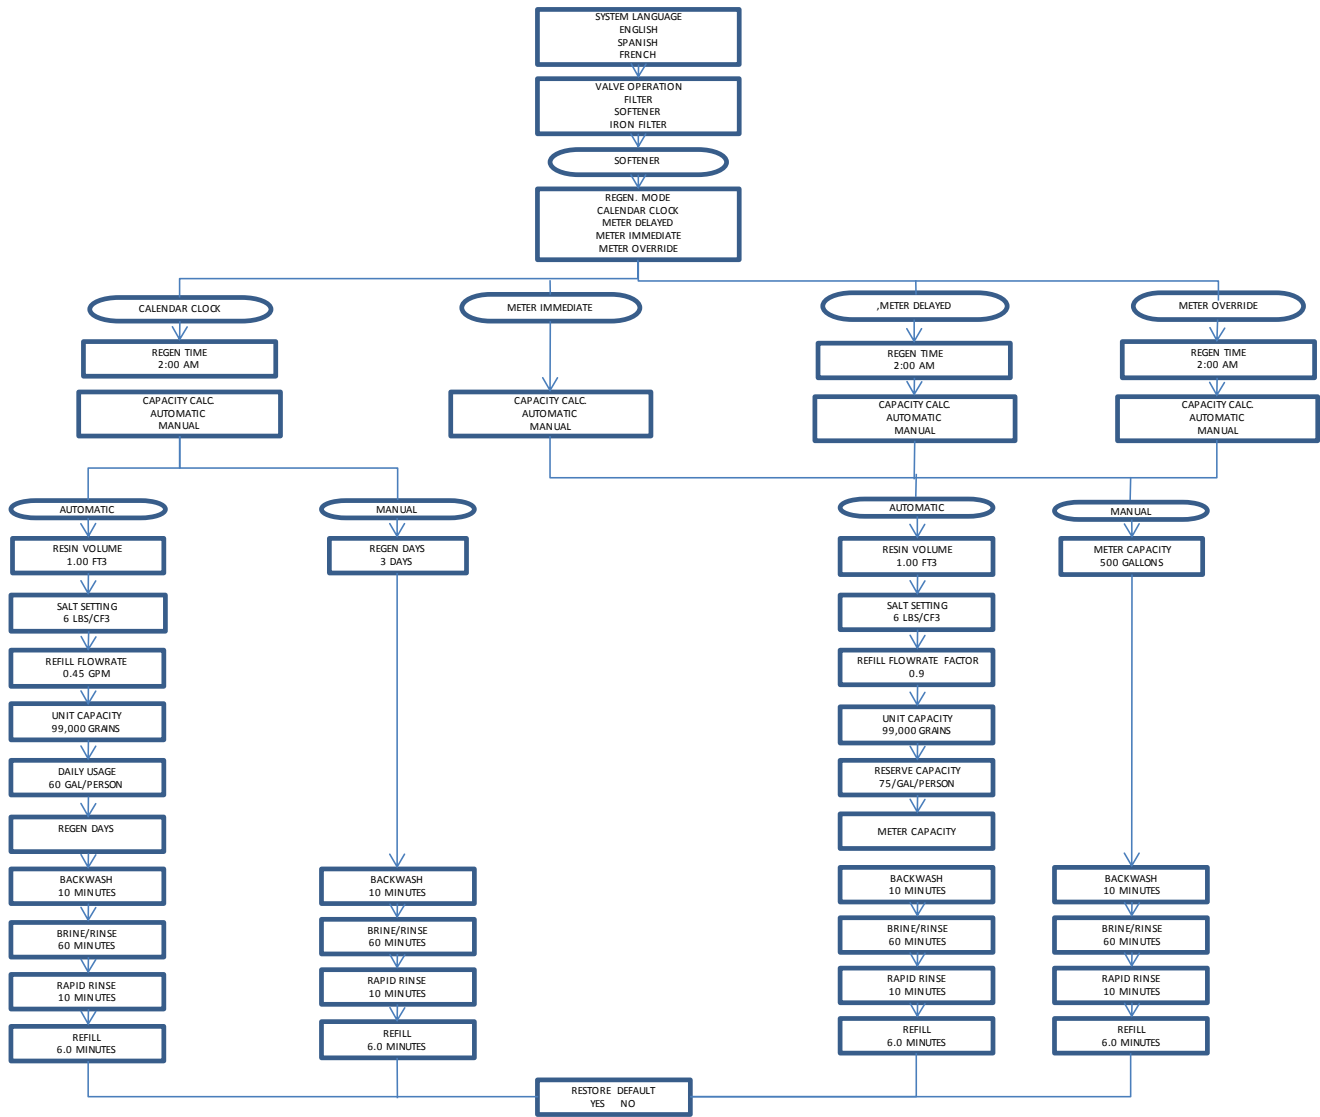 SYSTEM LANGUAGE
ENGLISH
SPANISH
FRENCH
VALVE OPERATION
FILTER
SOFTENER
IRON FILTER
SOFTENER
REGEN. MODE
CALENDAR CLOCK
METER DELAYED
METER IMMEDIATE
METER OVERRIDE
CALENDAR CLOCK
REGEN TIME
2:00 AM
CAPACITY CALC.
AUTOMATIC
MANUAL
METER IMMEDIATE
CAPACITY CALC.
AUTOMATIC
MANUAL
,METER DELAYED
REGEN TIME
2:00 AM
CAPACITY CALC.
AUTOMATIC
MANUAL
METER OVERRIDE
REGEN TIME
2:00 AM
CAPACITY CALC.
AUTOMATIC
MANUAL
AUTOMATIC
RESIN VOLUME
1.00 FT3
SALT SETTING
6 LBS/CF3
REFILL FLOWRATE
0.45 GPM
UNIT CAPACITY
99,000 GRAINS
DAILY USAGE
60 GAL/PERSON
REGEN DAYS
BACKWASH
10 MINUTES
BRINE/RINSE
60 MINUTES
RAPID RINSE
10 MINUTES
REFILL
6.0 MINUTES
MANUAL
REGEN DAYS
3 DAYS
BACKWASH
10 MINUTES
BRINE/RINSE
60 MINUTES
RAPID RINSE
10 MINUTES
REFILL
6.0 MINUTES
AUTOMATIC
RESIN VOLUME
1.00 FT3
SALT SETTING
6 LBS/CF3
REFILL FLOWRATE FACTOR
0.9
UNIT CAPACITY
99,000 GRAINS
RESERVE CAPACITY
75/GAL/PERSON
METER CAPACITY
BACKWASH
10 MINUTES
BRINE/RINSE
60 MINUTES
RAPID RINSE
10 MINUTES
REFILL
6.0 MINUTES
MANUAL
METER CAPACITY
500 GALLONS
BACKWASH
10 MINUTES
BRINE/RINSE
60 MINUTES
RAPID RINSE
10 MINUTES
REFILL
6.0 MINUTES
RESTORE DEFAULT
YES NO